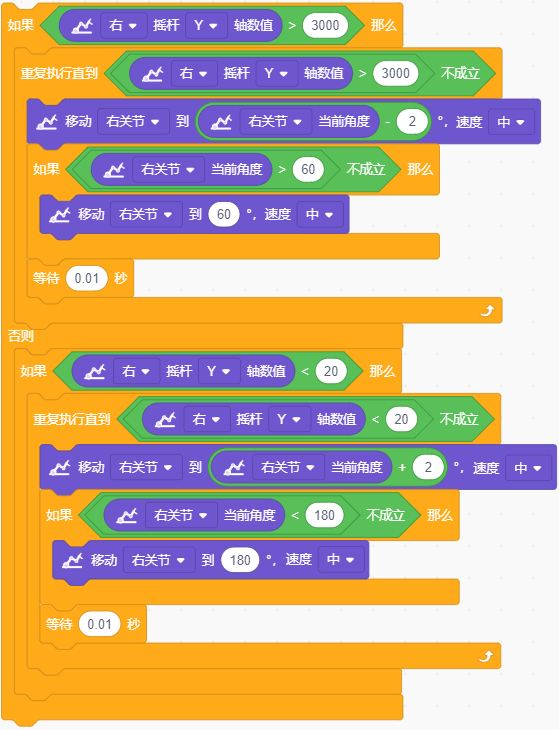 如果 右 摇杆 Y 轴数值 > 3000 那么
重复执行直到 右 摇杆 Y 轴数值 > 3000 不成立
移动 右关节 到 右关节 当前角度 - 2 °，速度 中
如果 右关节 当前角度 > 60 不成立 那么
移动 右关节 到 60 °，速度 中
等待 0.01 秒
否则
如果 右 摇杆 Y 轴数值 < 20 那么
重复执行直到 右 摇杆 Y 轴数值 < 20 不成立
移动 右关节 到 右关节 当前角度 + 2 °，速度 中
如果 右关节 当前角度 < 180 不成立 那么
移动 右关节 到 180 °，速度 中
等待 0.01 秒